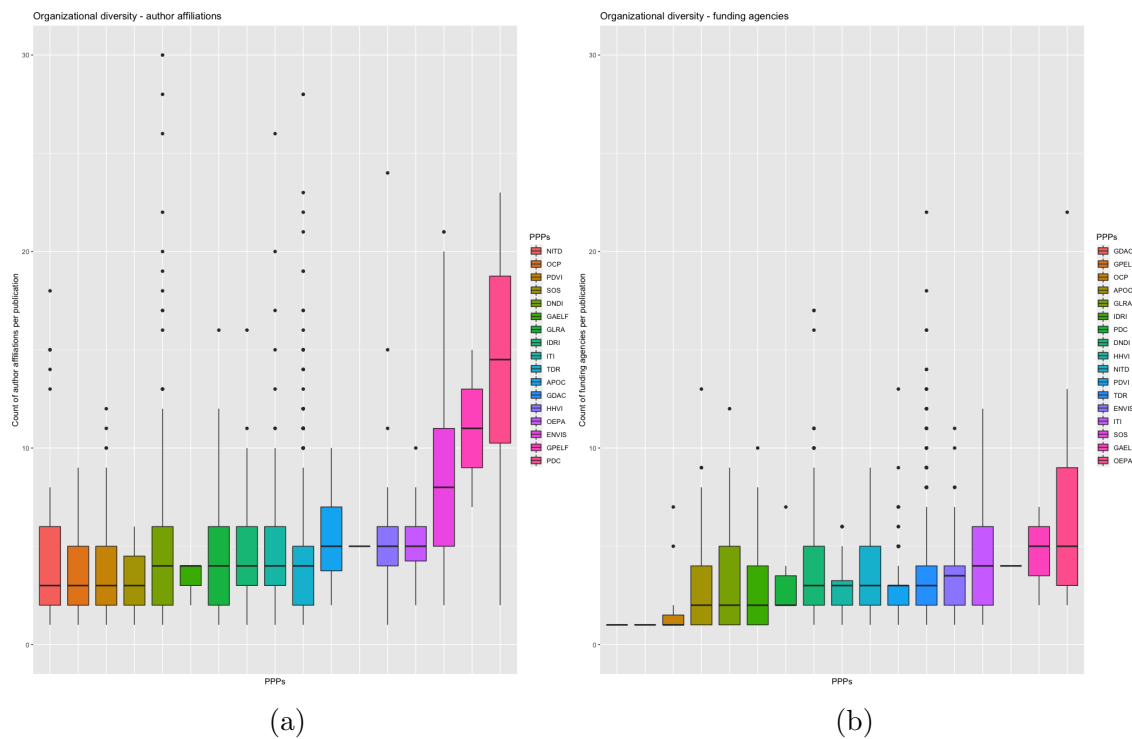 Organizational diversity - author affiliations
Count of author affiliations per publication
30
20
10
0
PPPs
PPPs
NITD
OCP
PDVI
SOS
DNDI
GAELF
GLRA
IDRI
ITI
TDR
APOC
GDAC
HHVI
OEPA
ENVIS
GPELF
PDC
(a)
Organizational diversity - funding agencies
Count of funding agencies per publication
30
20
10
0
PPPs
PPPs
GDAC
GPEL
OCP
APOC
GLRA
IDRI
PDC
DNDI
HHVI
NITD
PDVI
TDR
ENVIS
ITI
SOS
GAEL
OEPA
(b)